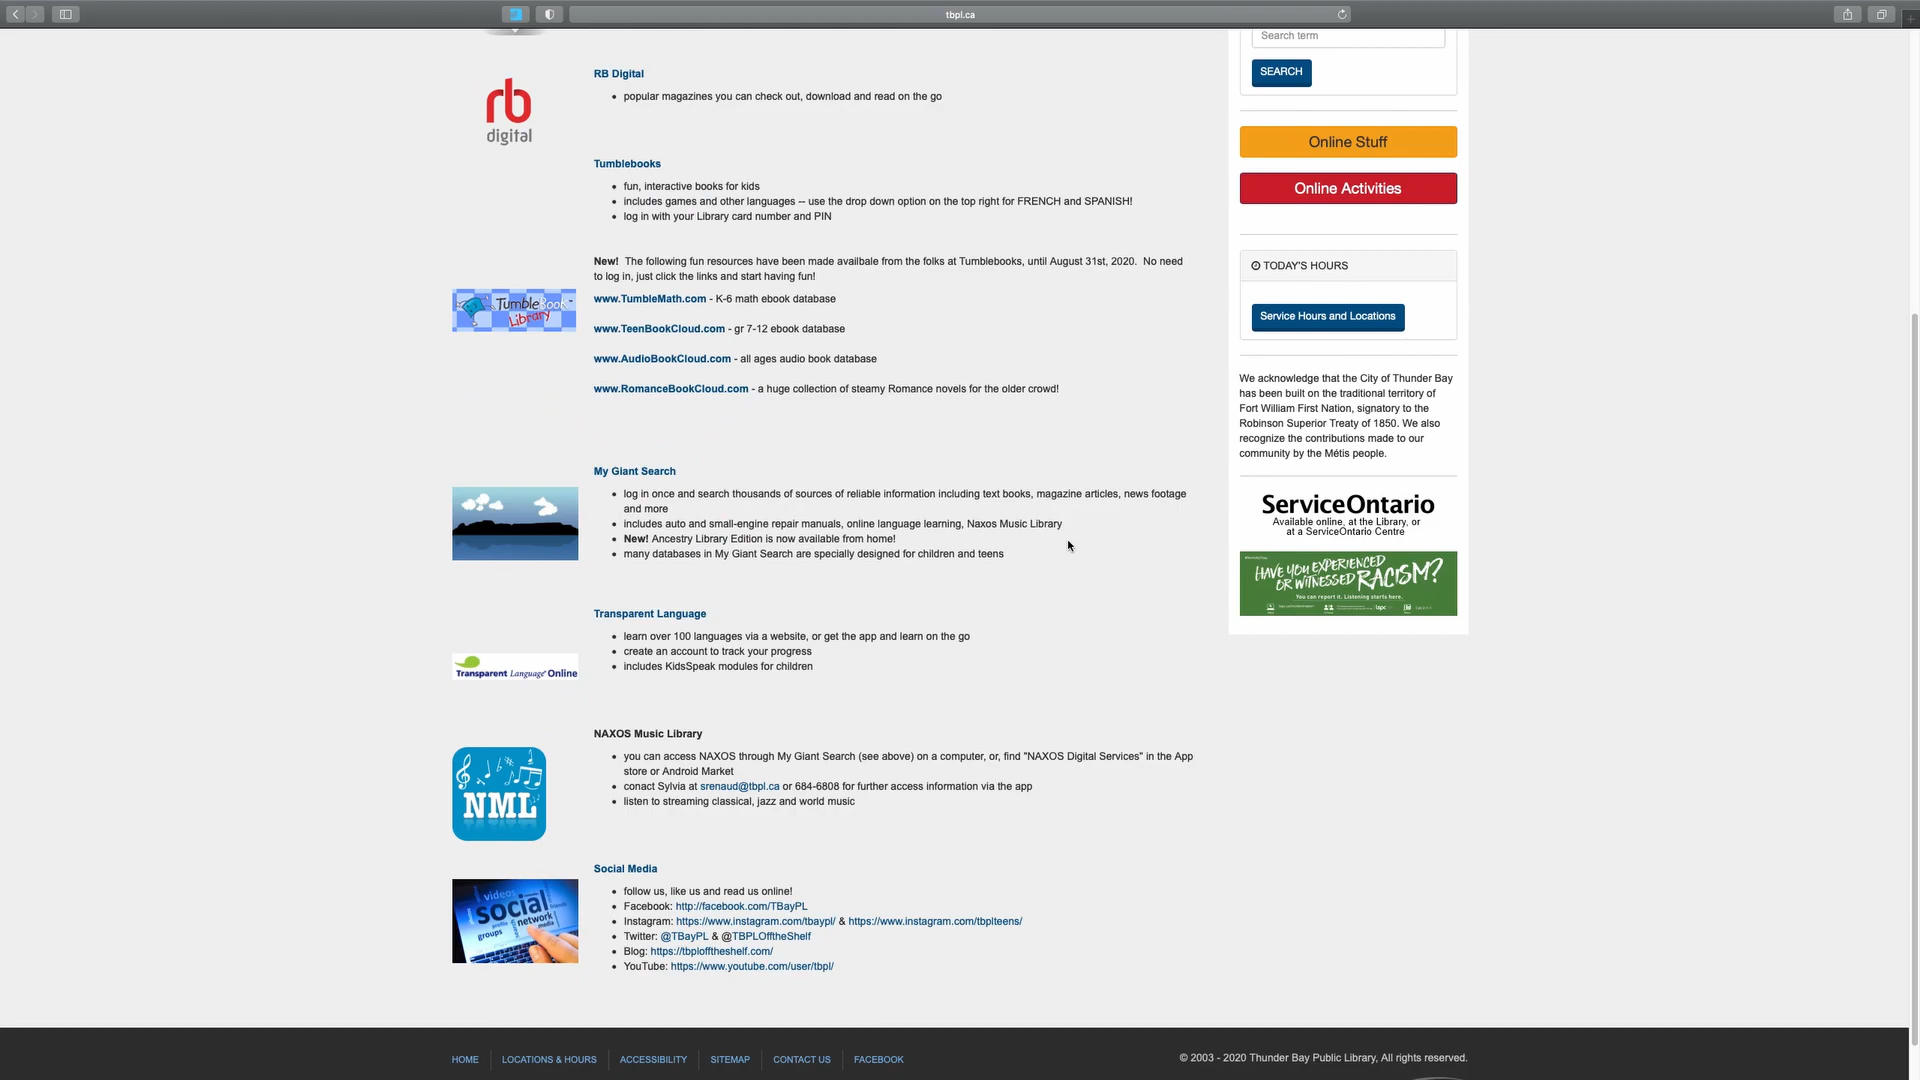 tbpl.ca
RB Digital
popular magazines you can check out, download and read on the go
rb
digital
Tumblebooks
fun, interactive books for kids
includes games and other languages -- use the drop down option on the top right for FRENCH and SPANISH!
log in with your Library card number and PIN
New! The following fun resources have been made availbale from the folks at Tumblebooks, until August 31st, 2020. No need
to log in, just click the links and start having fun!
TumbleBook
Library
www.TumbleMath.com - K-6 math ebook database
www.TeenBookCloud.com - gr 7-12 ebook database
www.AudioBookCloud.com - all ages audio book database
www.RomanceBookCloud.com - a huge collection of steamy Romance novels for the older crowd!
My Giant Search
log in once and search thousands of sources of reliable information including text books, magazine articles, news footage
and more
includes auto and small-engine repair manuals, online language learning, Naxos Music Library
New! Ancestry Library Edition is now available from home!
many databases in My Giant Search are specially designed for children and teens
Transparent Language
learn over 100 languages via a website, or get the app and learn on the go
create an account to track your progress
includes KidsSpeak modules for children
Transparent Language Online
NAXOS Music Library
you can access NAXOS through My Giant Search (see above) on a computer, or, find "NAXOS Digital Services" in the App
store or Android Market
conact Sylvia at srenaud@tbpl.ca or 684-6808 for further access information via the app
listen to streaming classical, jazz and world music
NML
Social Media
follow us, like us and read us online!
Facebook: http://facebook.com/TBayPL
Instagram: https://www.instagram.com/tbaypl/ & https://www.instagram.com/tbplteens/
Twitter: @TBayPL & @TBPLOfftheShelf
Blog: https://tbplofftheshelf.com/
YouTube: https://www.youtube.com/user/tbpl/
videos
social
network
groups
Search term
SEARCH
Online Stuff
Online Activities
TODAY'S HOURS
Service Hours and Locations
We acknowledge that the City of Thunder Bay
has been built on the traditional territory of
Fort William First Nation, signatory to the
Robinson Superior Treaty of 1850. We also
recognize the contributions made to our
community by the Métis people.
ServiceOntario
Available online, at the Library, or
at a ServiceOntario Centre
HAVE YOU EXPERIENCED
OR WITNESSED RACISM?
You can report it. Listening starts here.
HOME
LOCATIONS & HOURS
ACCESSIBILITY
SITEMAP
CONTACT US
FACEBOOK
© 2003 - 2020 Thunder Bay Public Library, All rights reserved.